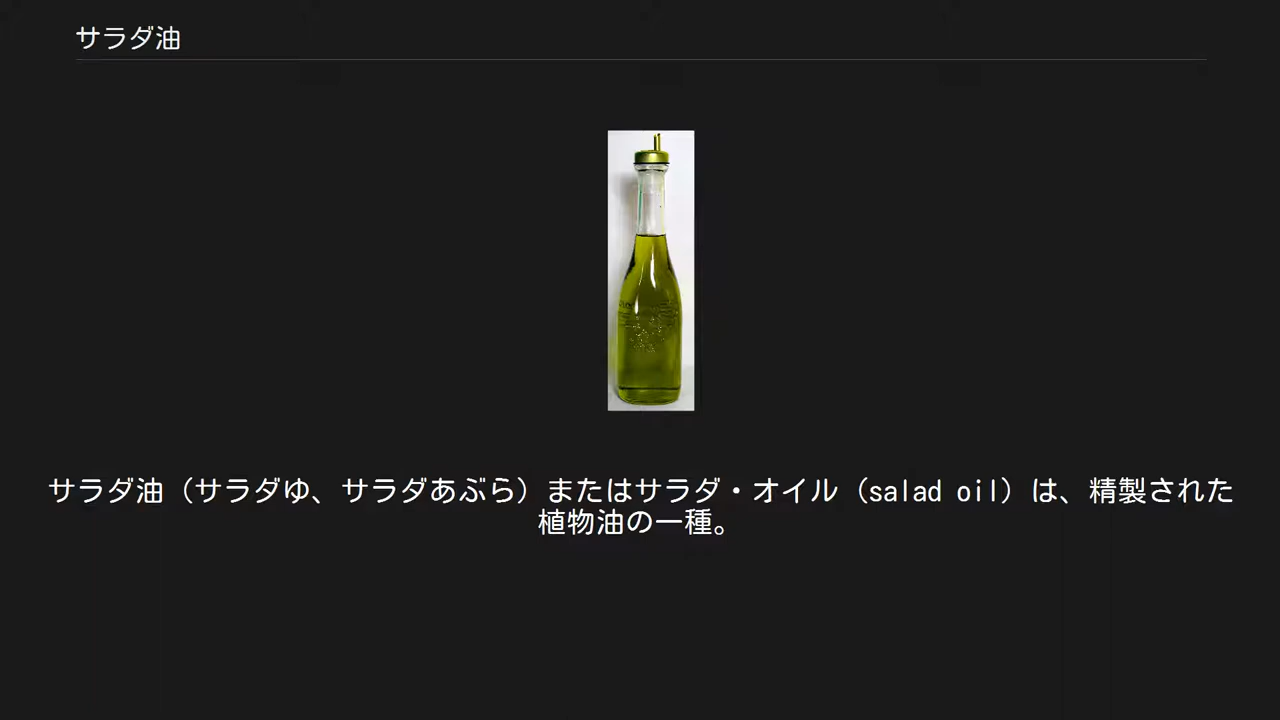 サラダ油
サラダ油（サラダゆ、サラダあぶら）またはサラダ・オイル（salad oil）は、精製された
植物油の一種。